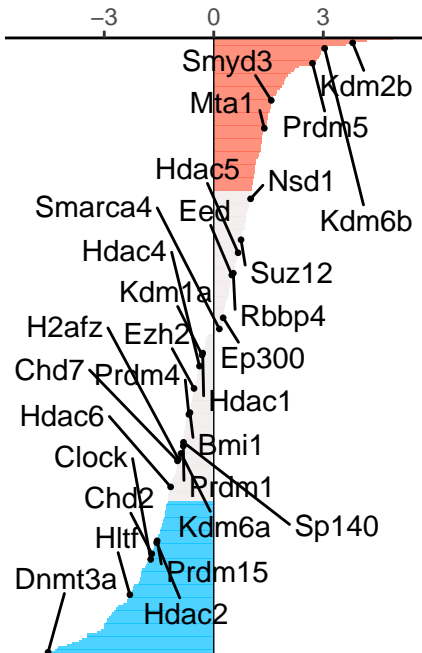 −3 0 3
Smyd3
Kdm2b
Mta1
Prdm5
Hdac5
Nsd1
Smarca4
Eed
Kdm6b
Hdac4
Suz12
Kdm1a
Rbbp4
H2afz
Ezh2
Ep300
Chd7
Prdm4
Hdac1
Hdac6
Bmi1
Clock
Prdm1
Chd2
Kdm6a
Sp140
Hltf
Prdm15
Dnmt3a
Hdac2